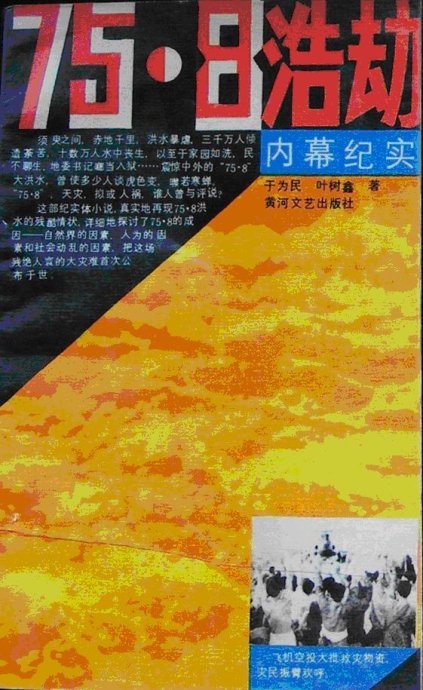 75·8浩劫
内幕纪实
于为民 叶树鑫 著
黄河文艺出版社
须臾之间，赤地千里，洪水暴虐，三千万人倾
遭荼苦，十数万人水中丧生，以至于家园如洗，民
不聊生，地委书记蹲当入狱……震惊中外的“75·8”
大洪水，曾使多少人谈虎色变，噤若寒蝉
“75·8”，天灾，拟或人祸，谁人曾与评说？
这部纪实体小说，真实地再现75·8洪
水的残酷情状，详细地探讨了75·8的成
因——自然界的因素，人为的因
素和社会动乱的因素，把这场
残绝人寰的大灾难首次公
布于世。
飞机空投大批救灾物资，
灾民振臂欢呼。